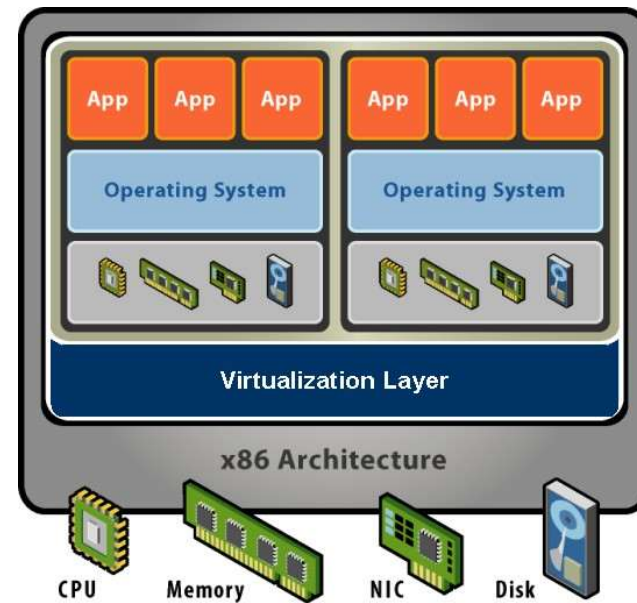 App App App App App App
Operating System Operating System
Virtualization Layer
x86 Architecture
CPU Memory NIC Disk